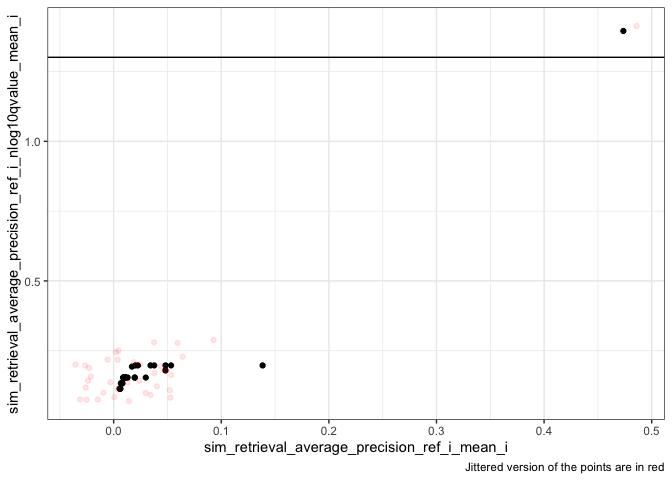 sim_retrieval_average_precision_ref_i_nlog10qvalue_mean_i
1.0
0.5
0.0
0.1
0.2
0.3
0.4
0.5
sim_retrieval_average_precision_ref_i_mean_i
Jittered version of the points are in red